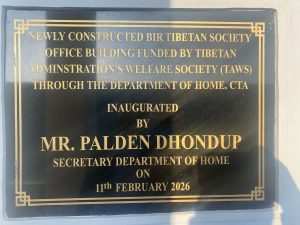 NEWLY CONSTRUCTED BIR TIBETAN SOCIETY
OFFICE BUILDING FUNDED BY TIBETAN
ADMINSTRATION'S WELFARE SOCIETY (TAWS)
THROUGH THE DEPARTMENT OF HOME, CTA
INAUGURATED
BY
MR. PALDEN DHONDUP
SECRETARY DEPARTMENT OF HOME
ON
11th FEBRUARY 2026